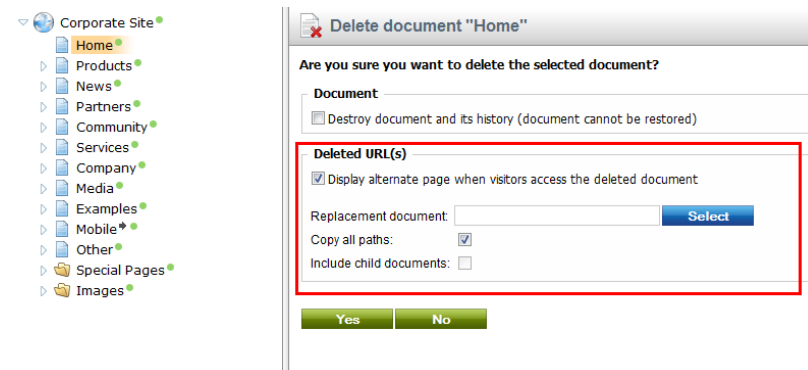 Corporate Site
Home
Products
News
Partners
Community
Services
Company
Media
Examples
Mobile
Other
Special Pages
Images
Delete document "Home"
Are you sure you want to delete the selected document?
Document
Destroy document and its history (document cannot be restored)
Deleted URL(s)
Display alternate page when visitors access the deleted document
Replacement document: Select
Copy all paths:
Include child documents:
Yes No